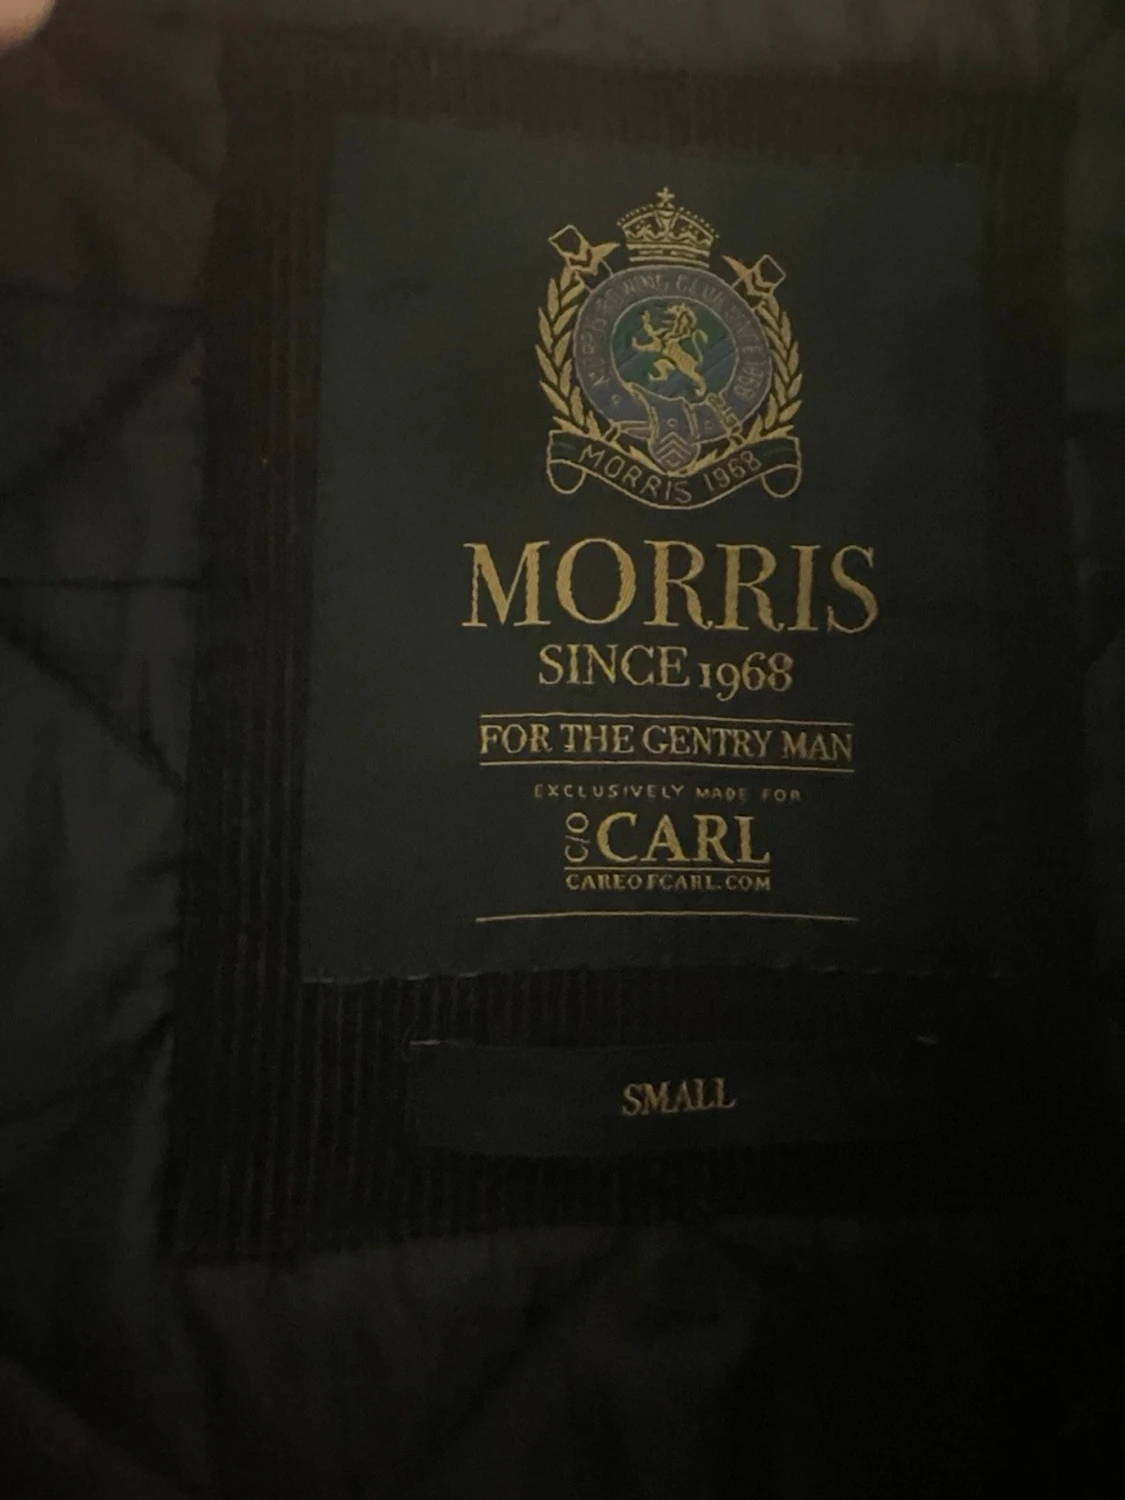 MORRIS 1968
MORRIS
SINCE 1968
FOR THE GENTRY MAN
EXCLUSIVELY MADE FOR
C/O CARL
CAREOFCARL.COM
SMALL